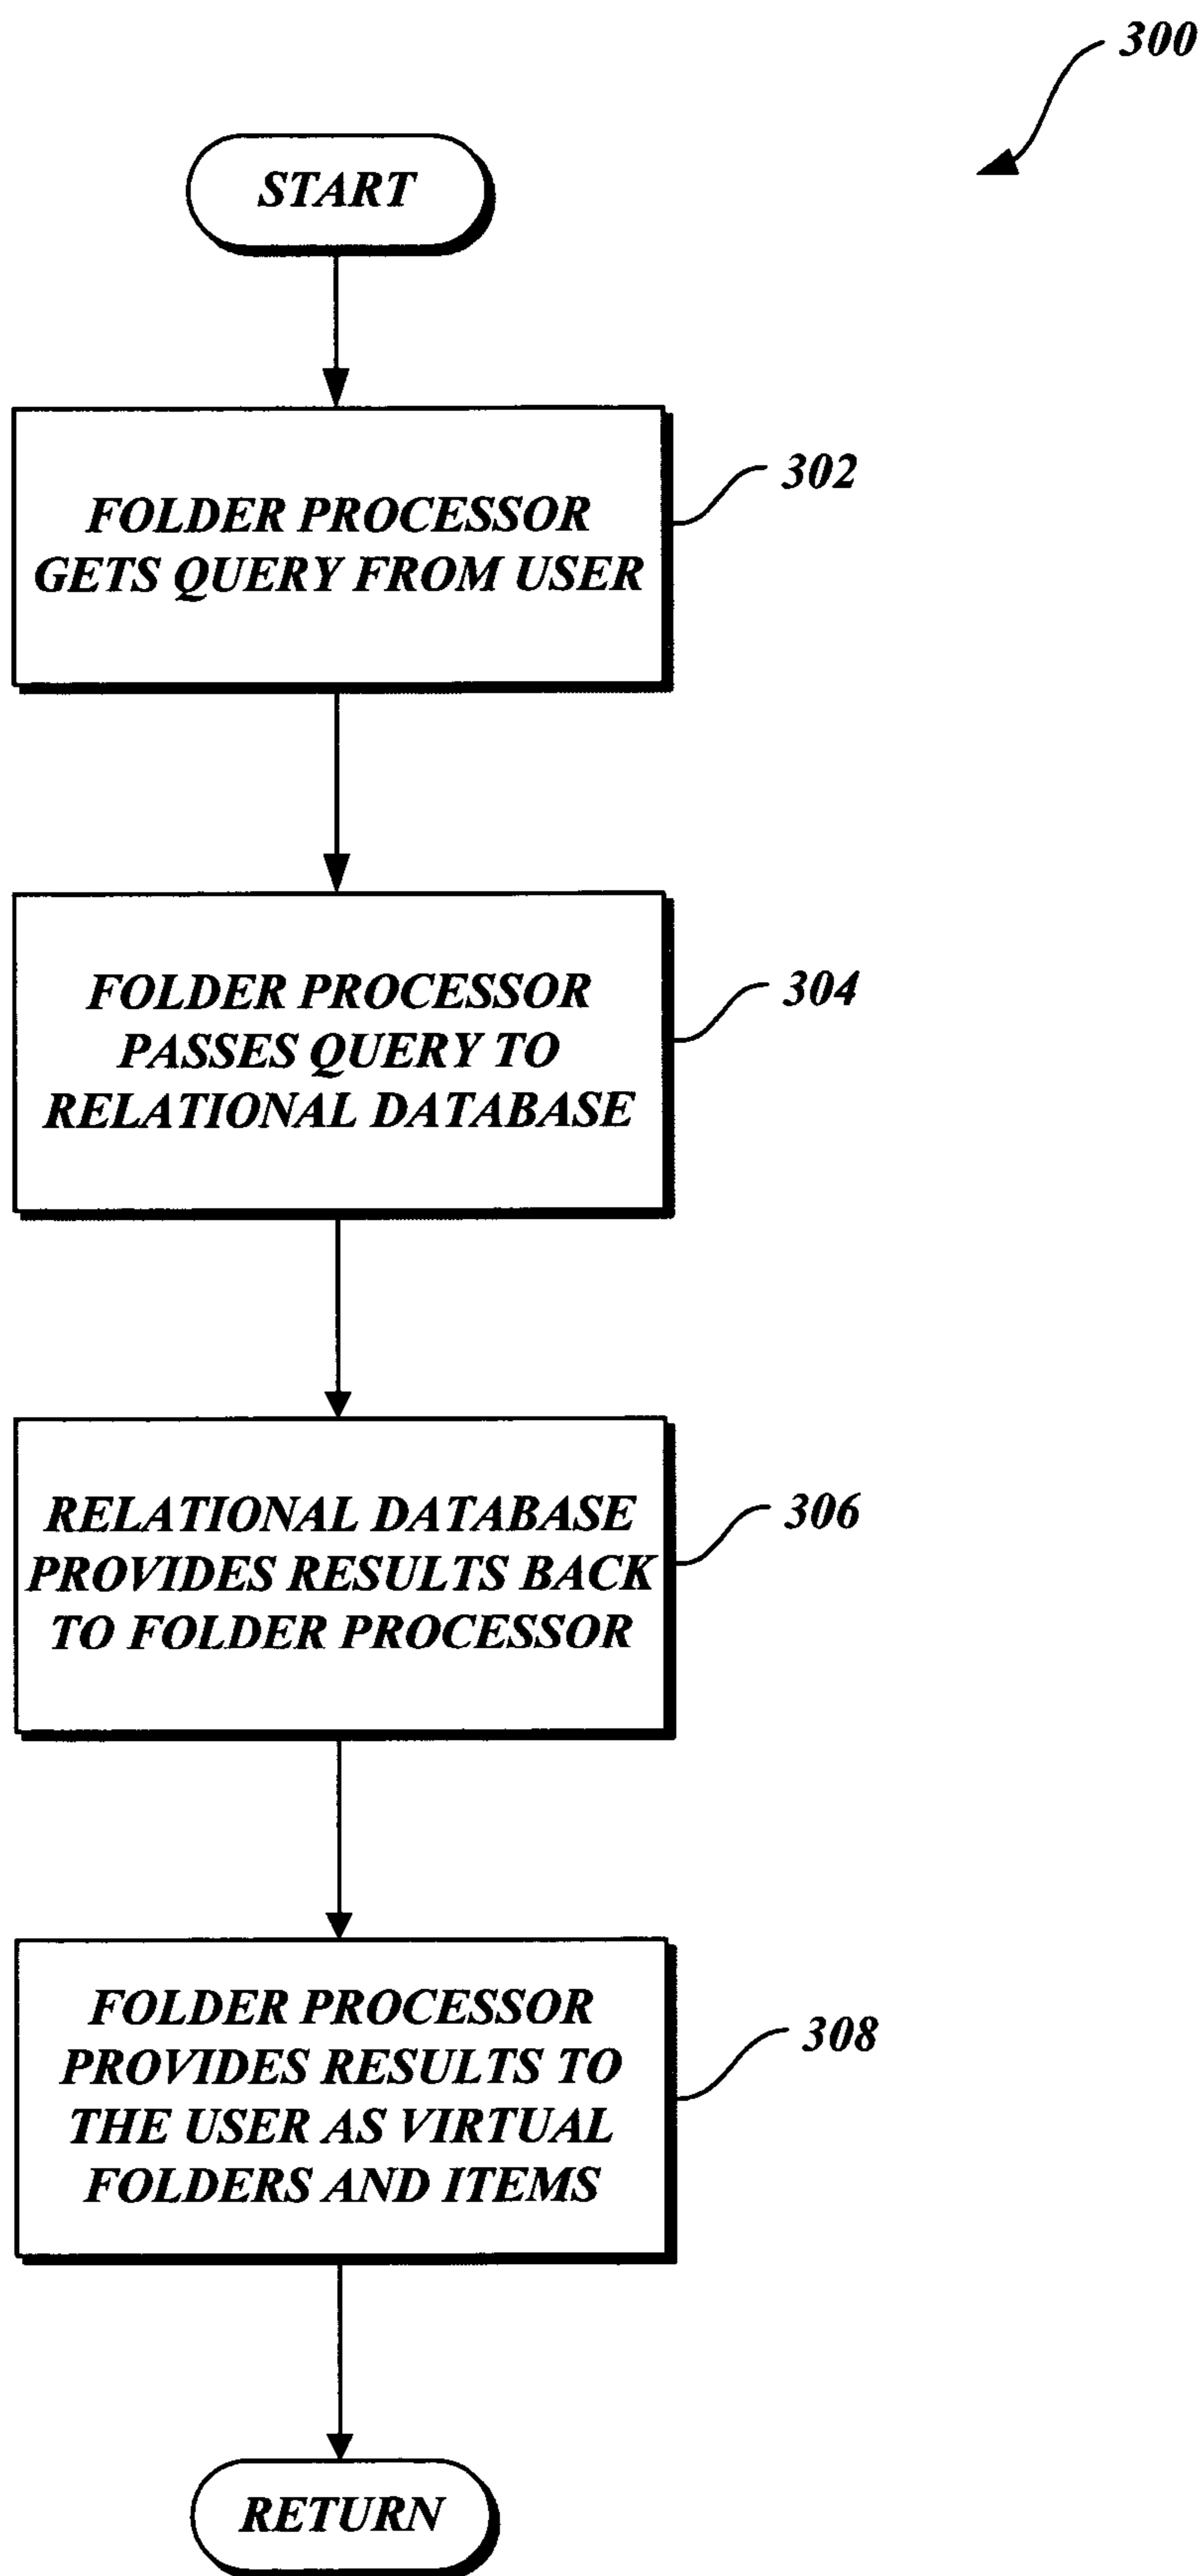 300
START
FOLDER PROCESSOR
GETS QUERY FROM USER
302
FOLDER PROCESSOR
PASSES QUERY TO
RELATIONAL DATABASE
304
RELATIONAL DATABASE
PROVIDES RESULTS BACK
TO FOLDER PROCESSOR
306
FOLDER PROCESSOR
PROVIDES RESULTS TO
THE USER AS VIRTUAL
FOLDERS AND ITEMS
308
RETURN